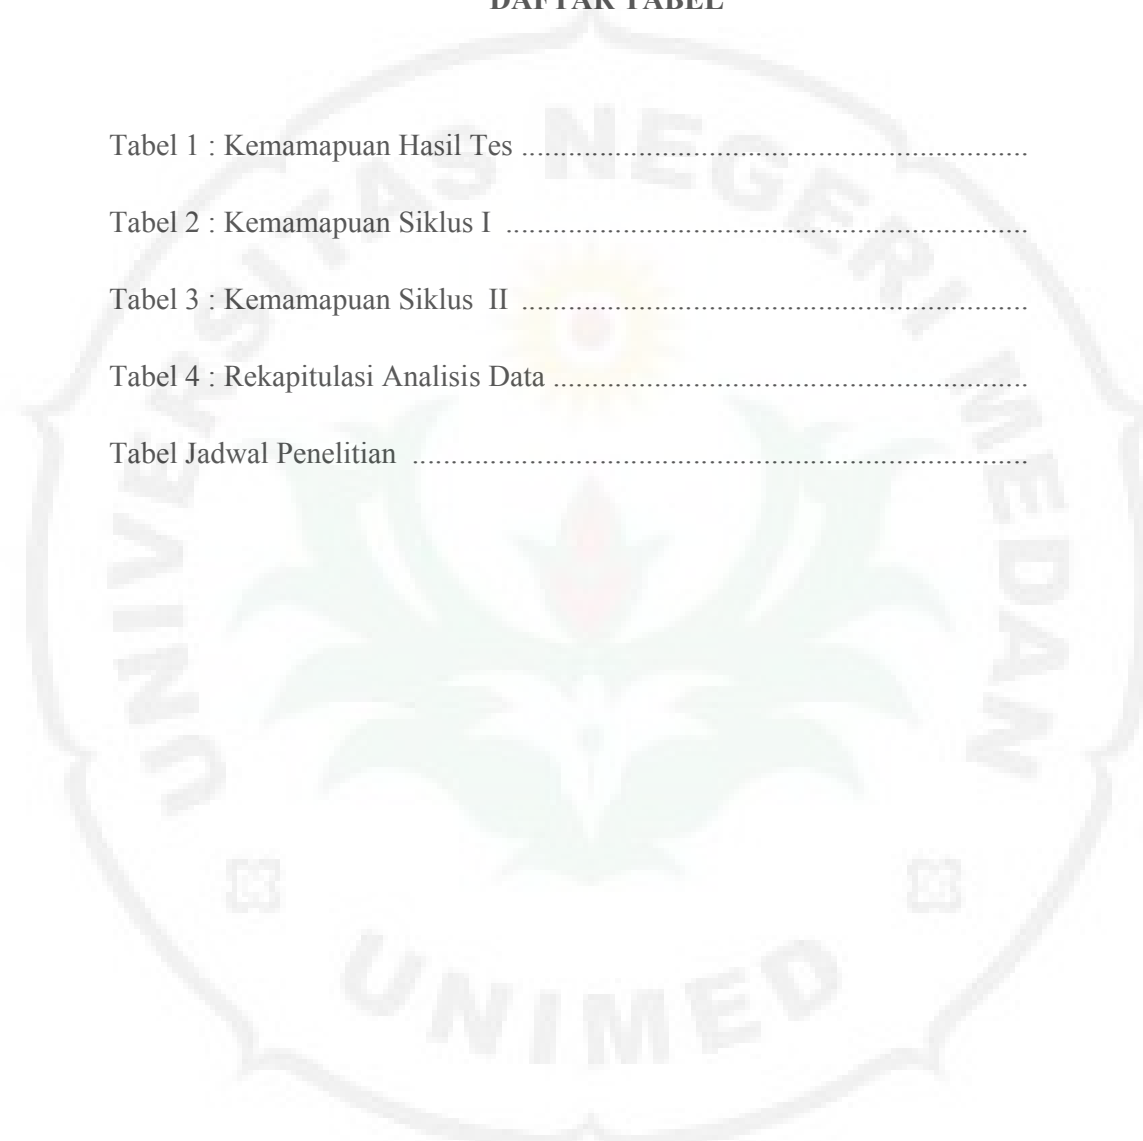 DAFTAR TABEL
Tabel 1 : Kemamapuan Hasil Tes ................................................................
Tabel 2 : Kemamapuan Siklus I ..................................................................
Tabel 3 : Kemamapuan Siklus  II ................................................................
Tabel 4 : Rekapitulasi Analisis Data ............................................................
Tabel Jadwal Penelitian ..............................................................................
UNIVERSITAS NEGERI MEDAN
UNIMED